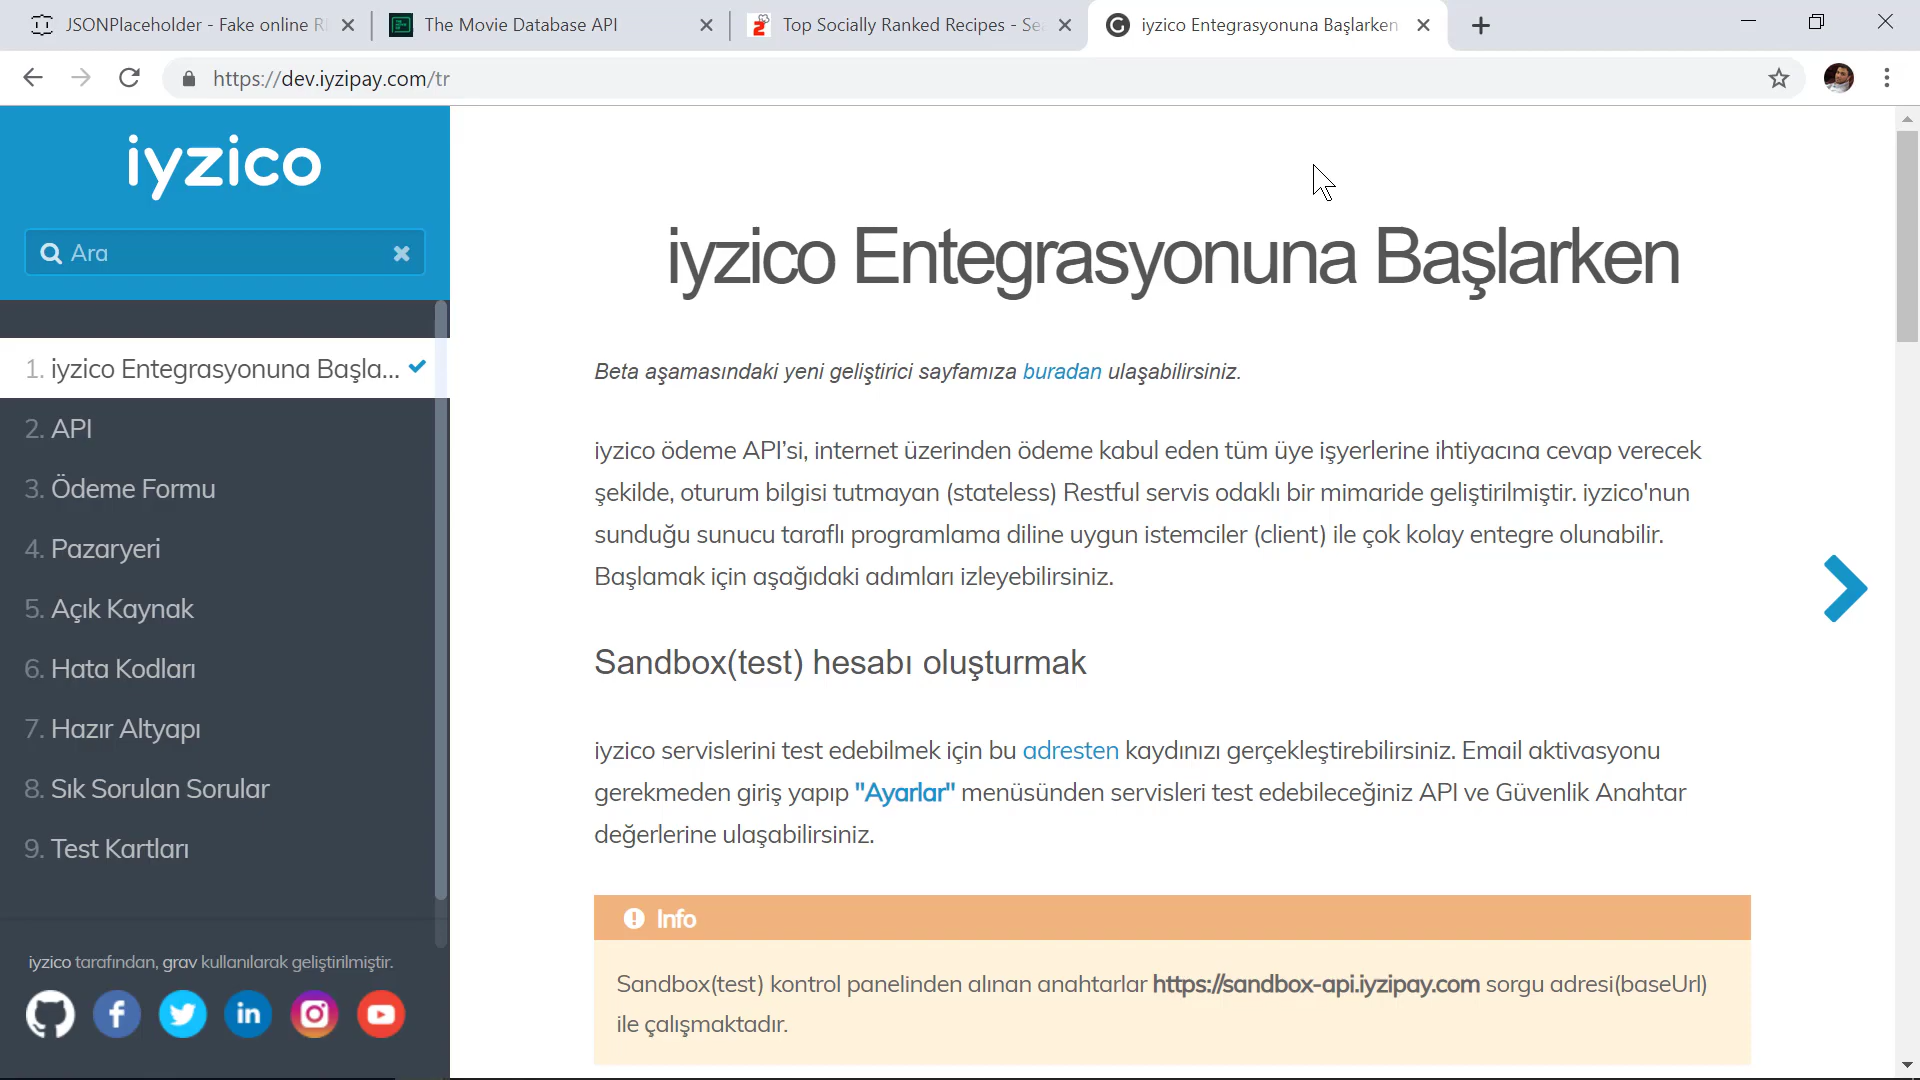 JSONPlaceholder - Fake online R
The Movie Database API
Top Socially Ranked Recipes - Se
iyzico Entegrasyonuna Başlarken
https://dev.iyzipay.com/tr
iyzico
Ara
1. iyzico Entegrasyonuna Başla...
2. API
3. Ödeme Formu
4. Pazaryeri
5. Açık Kaynak
6. Hata Kodları
7. Hazır Altyapı
8. Sık Sorulan Sorular
9. Test Kartları
iyzico tarafından, grav kullanılarak geliştirilmiştir.
iyzico Entegrasyonuna Başlarken
Beta aşamasındaki yeni geliştirici sayfamıza buradan ulaşabilirsiniz.
iyzico ödeme API’si, internet üzerinden ödeme kabul eden tüm üye işyerlerine ihtiyacına cevap verecek
şekilde, oturum bilgisi tutmayan (stateless) Restful servis odaklı bir mimaride geliştirilmiştir. iyzico'nun
sunduğu sunucu taraflı programlama diline uygun istemciler (client) ile çok kolay entegre olunabilir.
Başlamak için aşağıdaki adımları izleyebilirsiniz.
Sandbox(test) hesabı oluşturmak
iyzico servislerini test edebilmek için bu adresten kaydınızı gerçekleştirebilirsiniz. Email aktivasyonu
gerekmeden giriş yapıp "Ayarlar" menüsünden servisleri test edebileceğiniz API ve Güvenlik Anahtar
değerlerine ulaşabilirsiniz.
Info
Sandbox(test) kontrol panelinden alınan anahtarlar https://sandbox-api.iyzipay.com sorgu adresi(baseUrl)
ile çalışmaktadır.